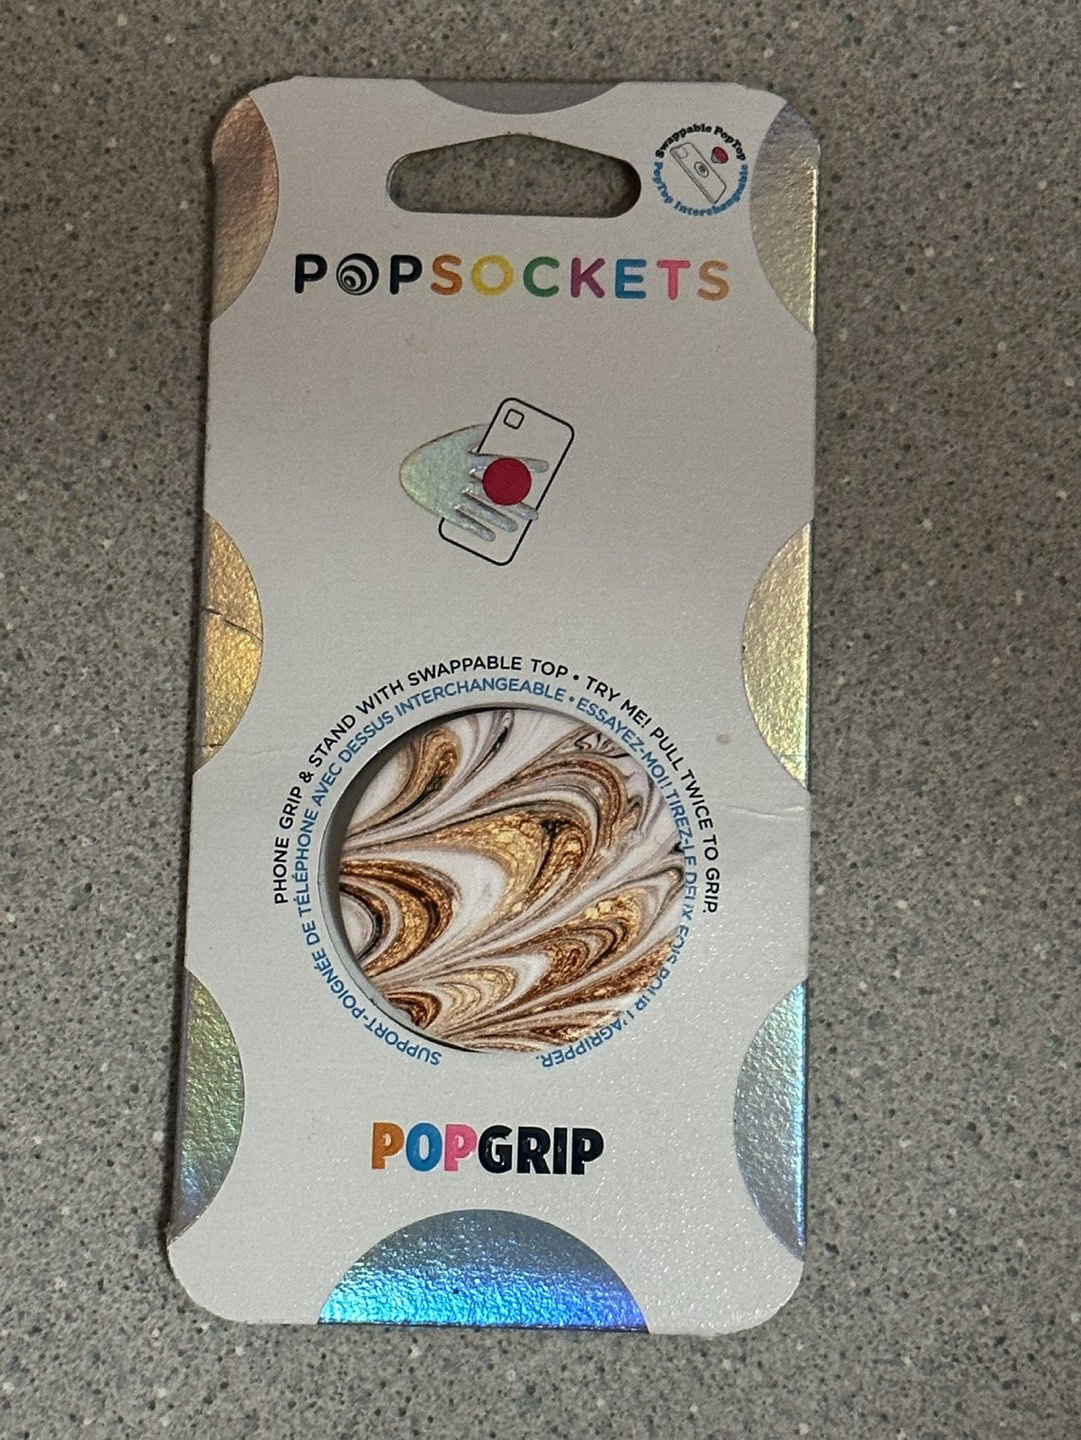 Swappable PopTop
PopTop Interchangeable
POPSOCKETS
PHONE GRIP & STAND WITH SWAPPABLE TOP • TRY ME! PULL TWICE TO GRIP.
SUPPORT-POIGNÉE DE TÉLÉPHONE AVEC DESSUS INTERCHANGEABLE • ESSAYEZ-MOI! TIREZ-LE DEUX FOIS POUR L'AGRIPPER.
POPGRIP